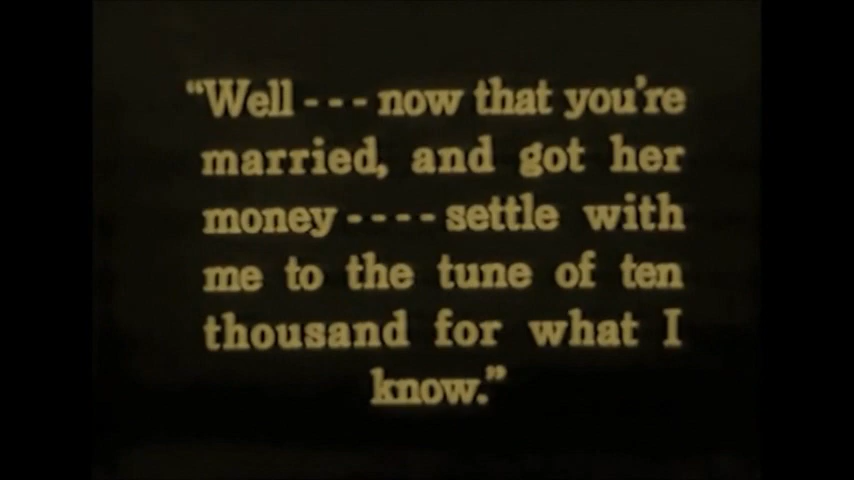 “Well - - - now that you’re
married, and got her
money - - - - settle with
me to the tune of ten
thousand for what I
know.”